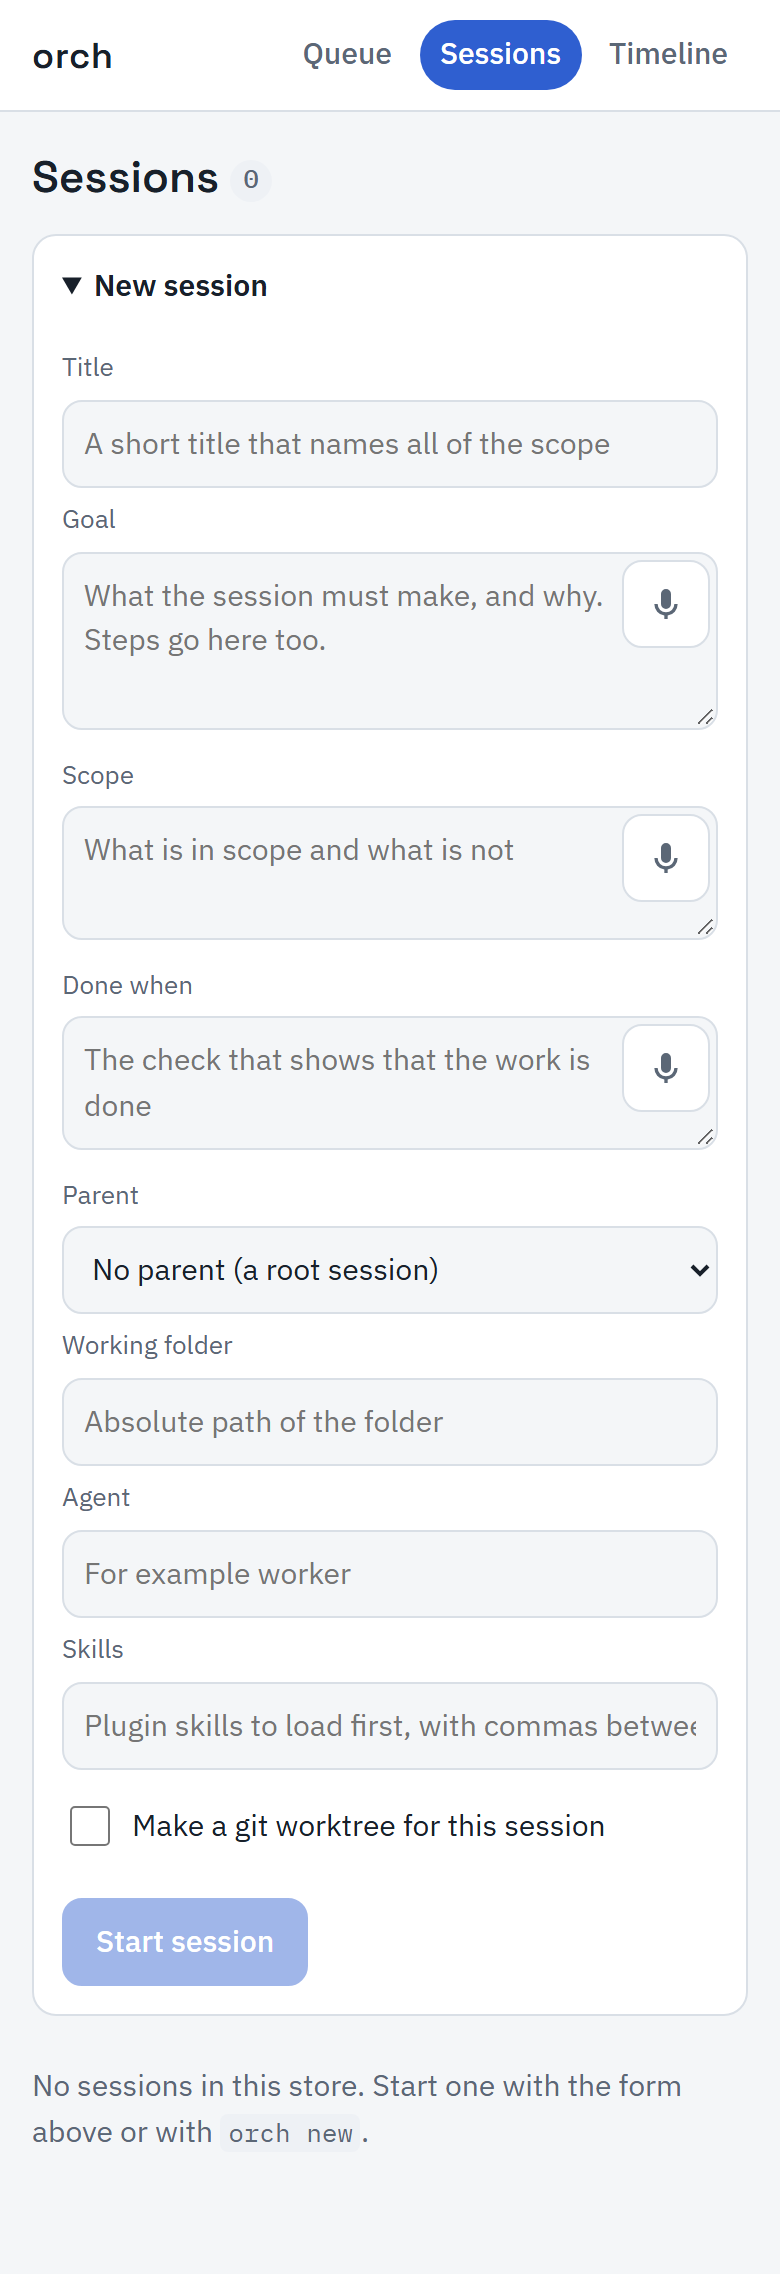 orch
Queue
Sessions
Timeline
Sessions 0
New session
Title
A short title that names all of the scope
Goal
What the session must make, and why.
Steps go here too.
Scope
What is in scope and what is not
Done when
The check that shows that the work is
done
Parent
No parent (a root session)
Working folder
Absolute path of the folder
Agent
For example worker
Skills
Plugin skills to load first, with commas betwee
Make a git worktree for this session
Start session
No sessions in this store. Start one with the form
above or with orch new.